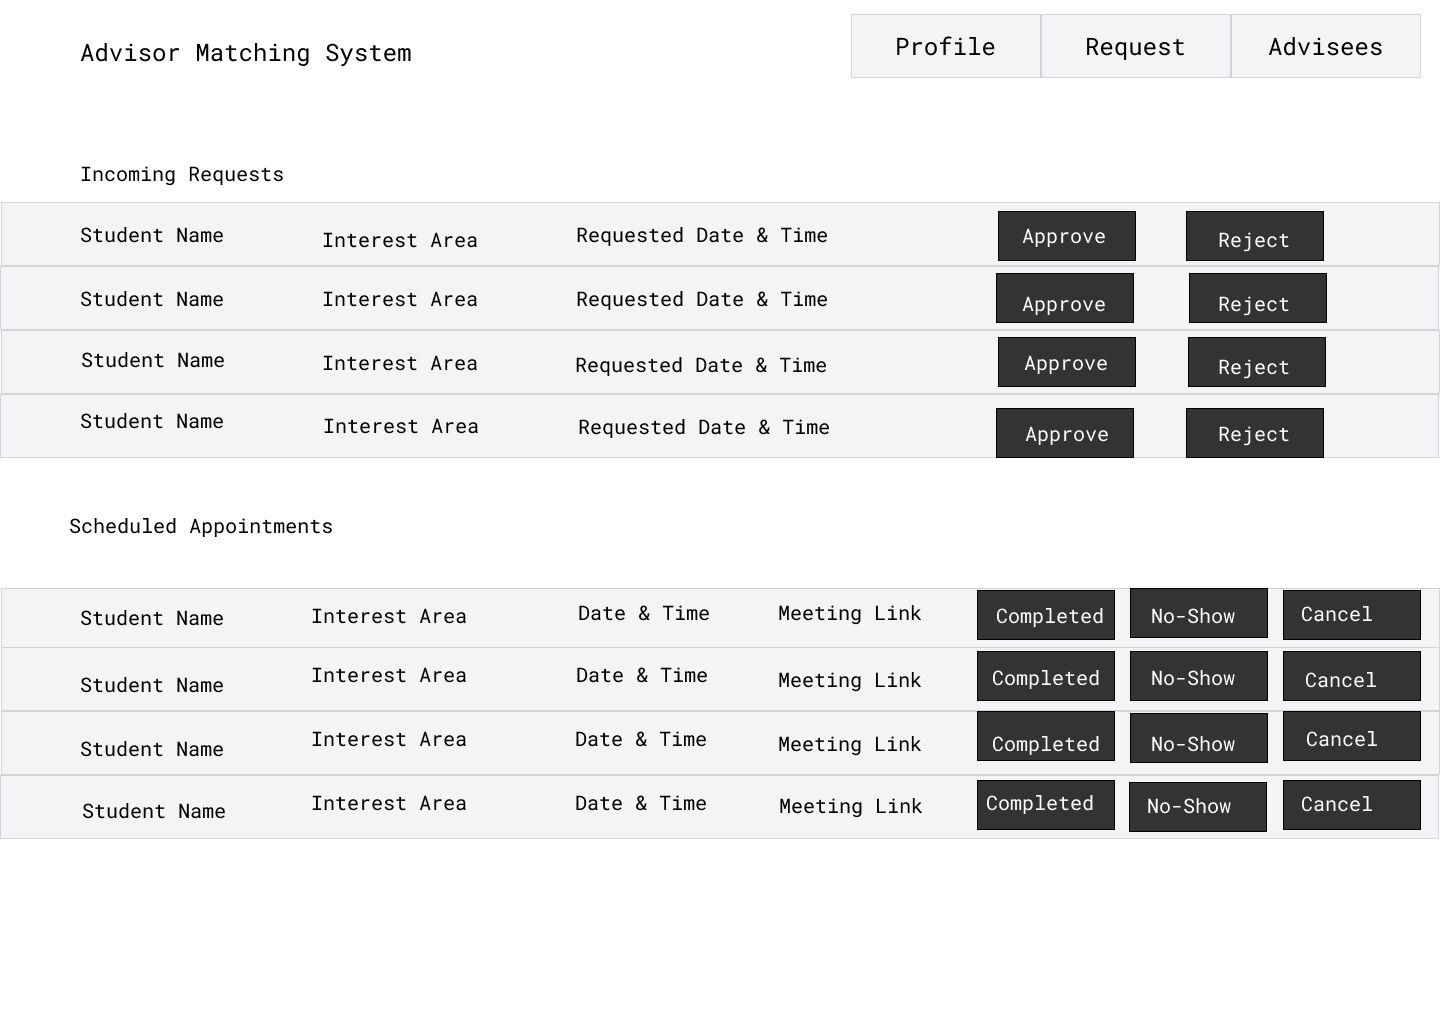 Advisor Matching System Profile Request Advisees
Incoming Requests
Student Name Interest Area Requested Date & Time Approve Reject
Student Name Interest Area Requested Date & Time Approve Reject
Student Name Interest Area Requested Date & Time Approve Reject
Student Name Interest Area Requested Date & Time Approve Reject
Scheduled Appointments
Student Name Interest Area Date & Time Meeting Link Completed No-Show Cancel
Student Name Interest Area Date & Time Meeting Link Completed No-Show Cancel
Student Name Interest Area Date & Time Meeting Link Completed No-Show Cancel
Student Name Interest Area Date & Time Meeting Link Completed No-Show Cancel